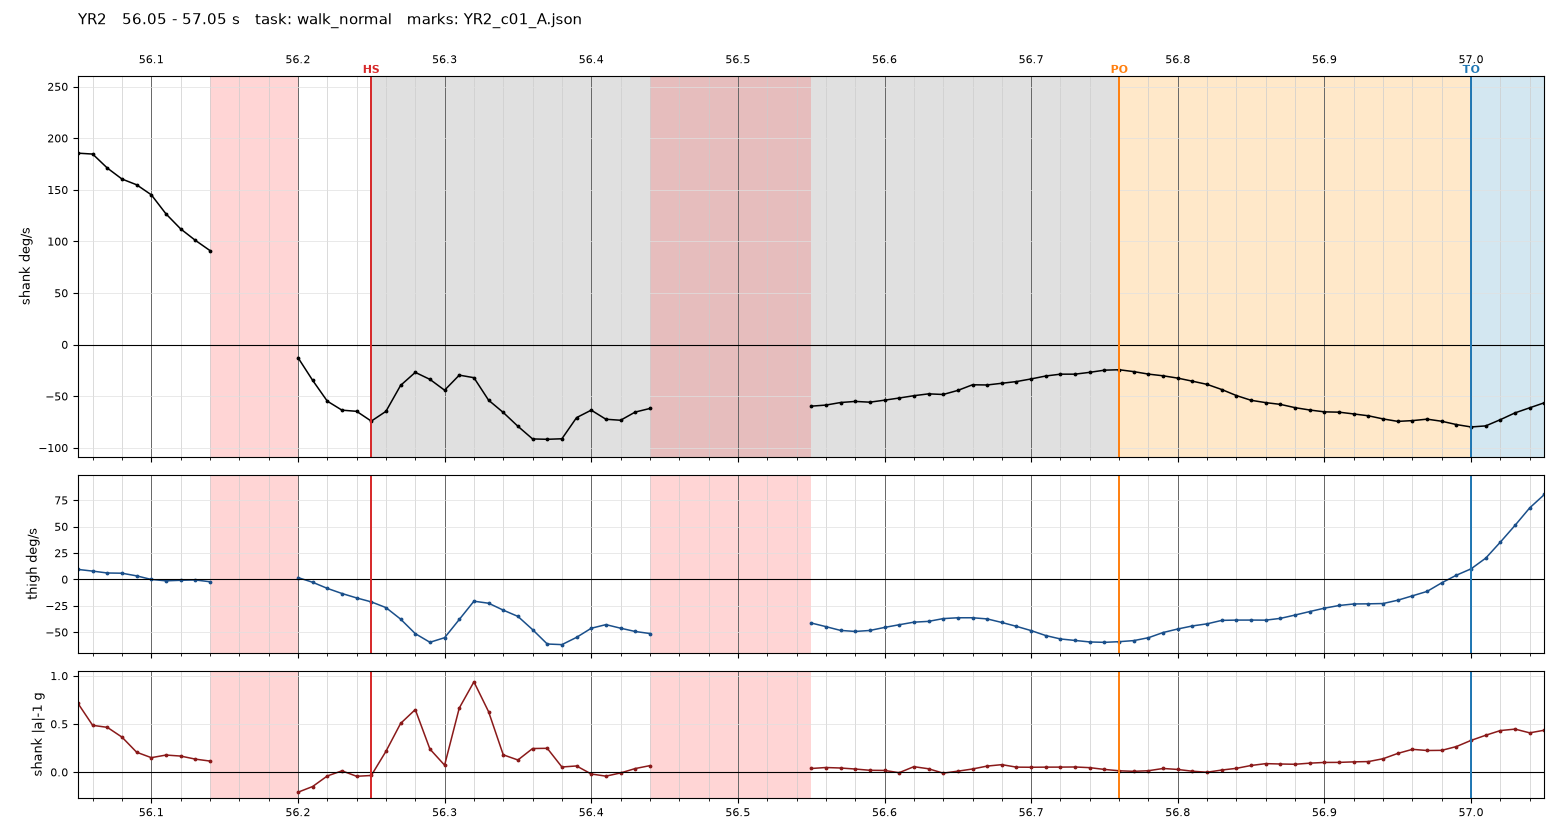 YR2   56.05 - 57.05 s   task: walk_normal   marks: YR2_c01_A.json
56.1 56.2 56.3 56.4 56.5 56.6 56.7 56.8 56.9 57.0
HS PO TO
250
200
150
100
50
0
−50
−100
shank deg/s
75
50
25
0
−25
−50
thigh deg/s
1.0
0.5
0.0
shank |a|-1 g
56.1 56.2 56.3 56.4 56.5 56.6 56.7 56.8 56.9 57.0